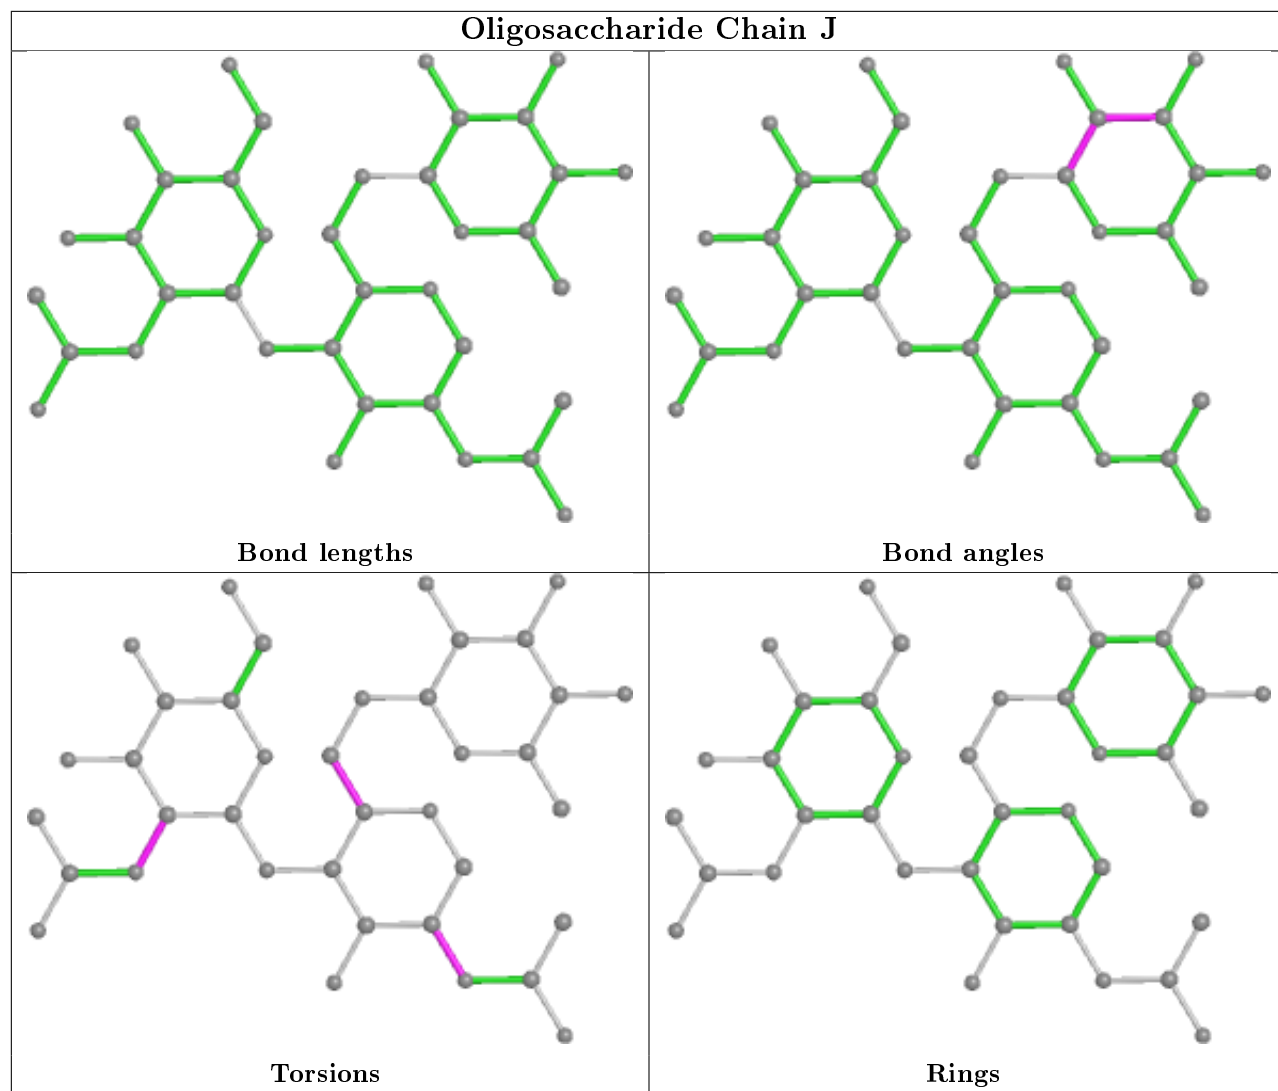 Oligosaccharide Chain J
Bond lengths
Bond angles
Torsions
Rings